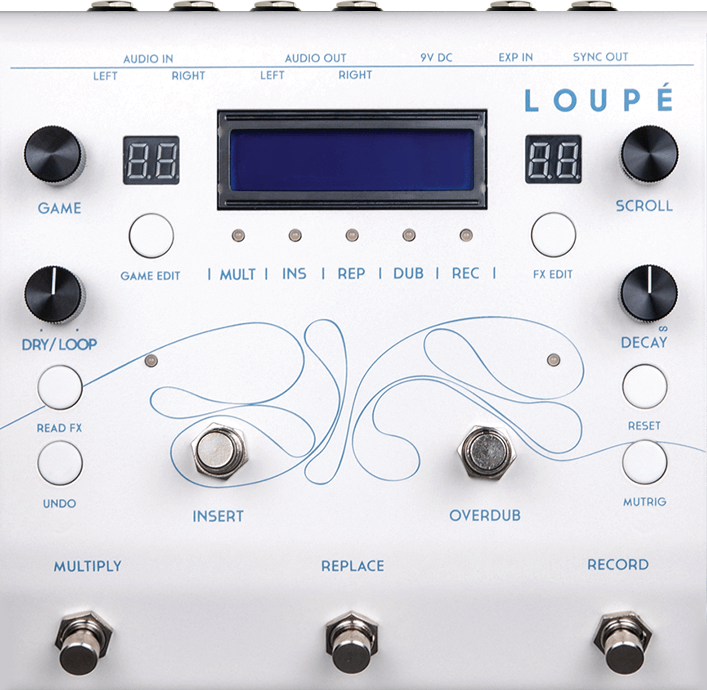 AUDIO IN AUDIO OUT 9V DC EXP IN SYNC OUT
LEFT RIGHT LEFT RIGHT
LOUPÉ
GAME SCROLL
GAME EDIT | MULT | INS | REP | DUB | REC | FX EDIT
∞
DRY/LOOP DECAY
READ FX RESET
UNDO MUTRIG
INSERT OVERDUB
MULTIPLY REPLACE RECORD